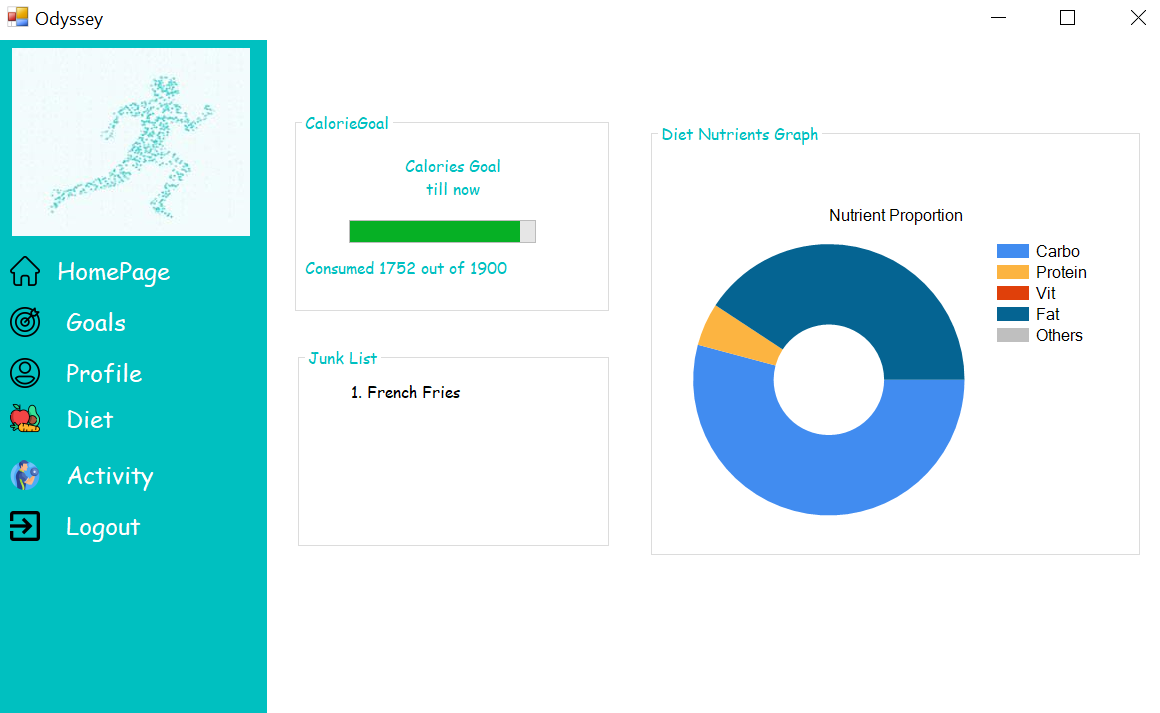 Odyssey
HomePage
Goals
Profile
Diet
Activity
Logout
CalorieGoal
Calories Goal
till now
Consumed 1752 out of 1900
Junk List
1. French Fries
Diet Nutrients Graph
Nutrient Proportion
Carbo
Protein
Vit
Fat
Others